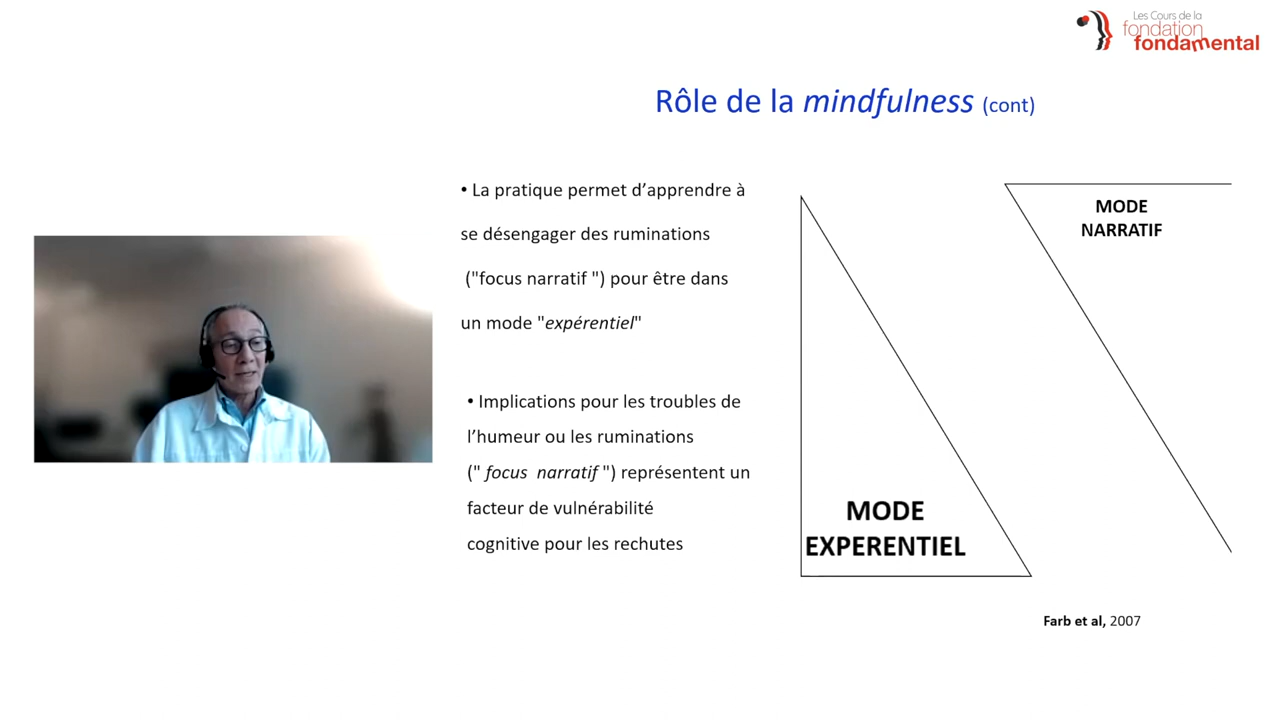 Les Cours de la
fondation
fondamental
Rôle de la mindfulness (cont)
• La pratique permet d’apprendre à
se désengager des ruminations
("focus narratif ") pour être dans
un mode "expérentiel"
• Implications pour les troubles de
l’humeur ou les ruminations
(" focus narratif ") représentent un
facteur de vulnérabilité
cognitive pour les rechutes
MODE
NARRATIF
MODE
EXPERENTIEL
Farb et al, 2007